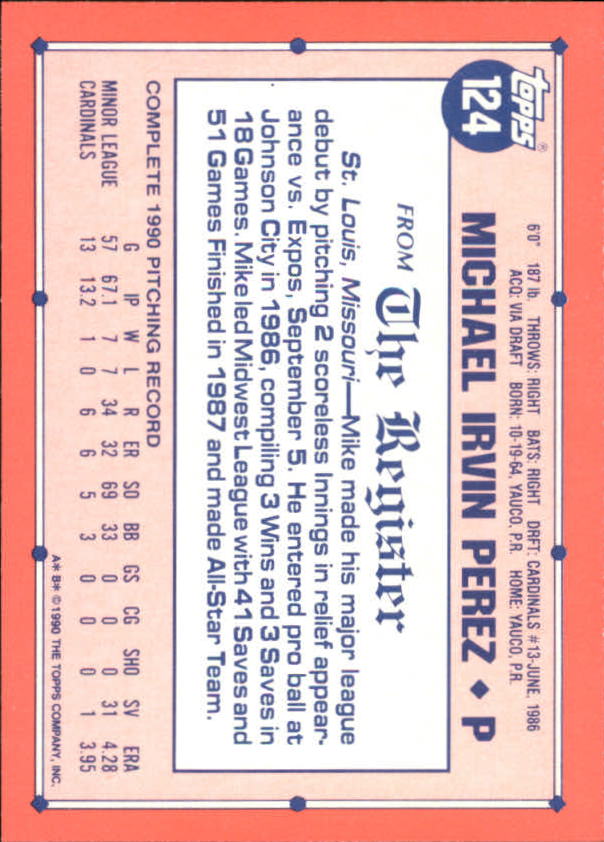 topps®
124
MICHAEL IRVIN PEREZ ◆ P
6'0" 187 lb. THROWS: RIGHT BATS: RIGHT DRFT: CARDINALS #13-JUNE, 1986
ACQ: VIA DRAFT BORN: 10-19-64, YAUCO, P.R. HOME: YAUCO, P.R.
FROM The Register
St. Louis, Missouri—Mike made his major league
debut by pitching 2 scoreless innings in relief appear-
ance vs. Expos, September 5. He entered pro ball at
Johnson City in 1986, compiling 3 Wins and 3 Saves in
18 Games. Mike led Midwest League with 41 Saves and
51 Games Finished in 1987 and made All-Star Team.
COMPLETE 1990 PITCHING RECORD
G IP W L R ER SO BB GS CG SHO SV ERA
MINOR LEAGUE 57 67.1 7 7 34 32 69 33 0 0 0 31 4.28
CARDINALS 13 13.2 1 0 6 6 5 3 0 0 0 1 3.95
A* B* ©1990 THE TOPPS COMPANY, INC.